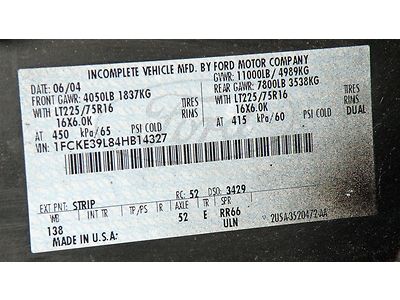 INCOMPLETE VEHICLE MFD. BY FORD MOTOR COMPANY
DATE: 06/04 GVWR: 11000LB/ 4989KG
FRONT GAWR: 4050LB 1837KG REAR GAWR: 7800LB 3538KG
WITH TIRES WITH TIRES
LT225/75R16 RIMS LT225/75R16 RIMS
16X6.0K 16X6.0K DUAL
AT 450 kPa/65 PSI COLD AT 415 kPa/60 PSI COLD
VIN: 1FCKE39L84HB14327
RC: 52 DSO: 3429
EXT PNT: STRIP
WB INT TR TP/PS R AXLE TR SPR
138 52 E RR66
MADE IN U.S.A. ULN
2U5A-3520472-AA